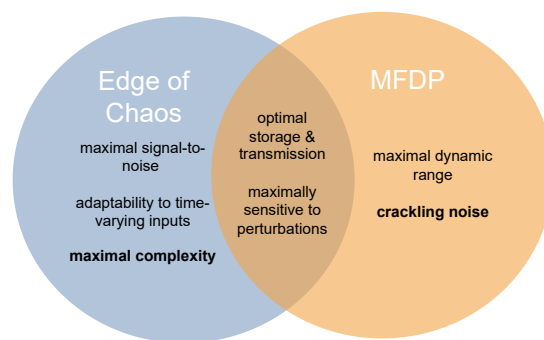 Edge of
Chaos
maximal signal-to-
noise
adaptability to time-
varying inputs
maximal complexity
optimal
storage &
transmission
maximally
sensitive to
perturbations
MFDP
maximal dynamic
range
crackling noise